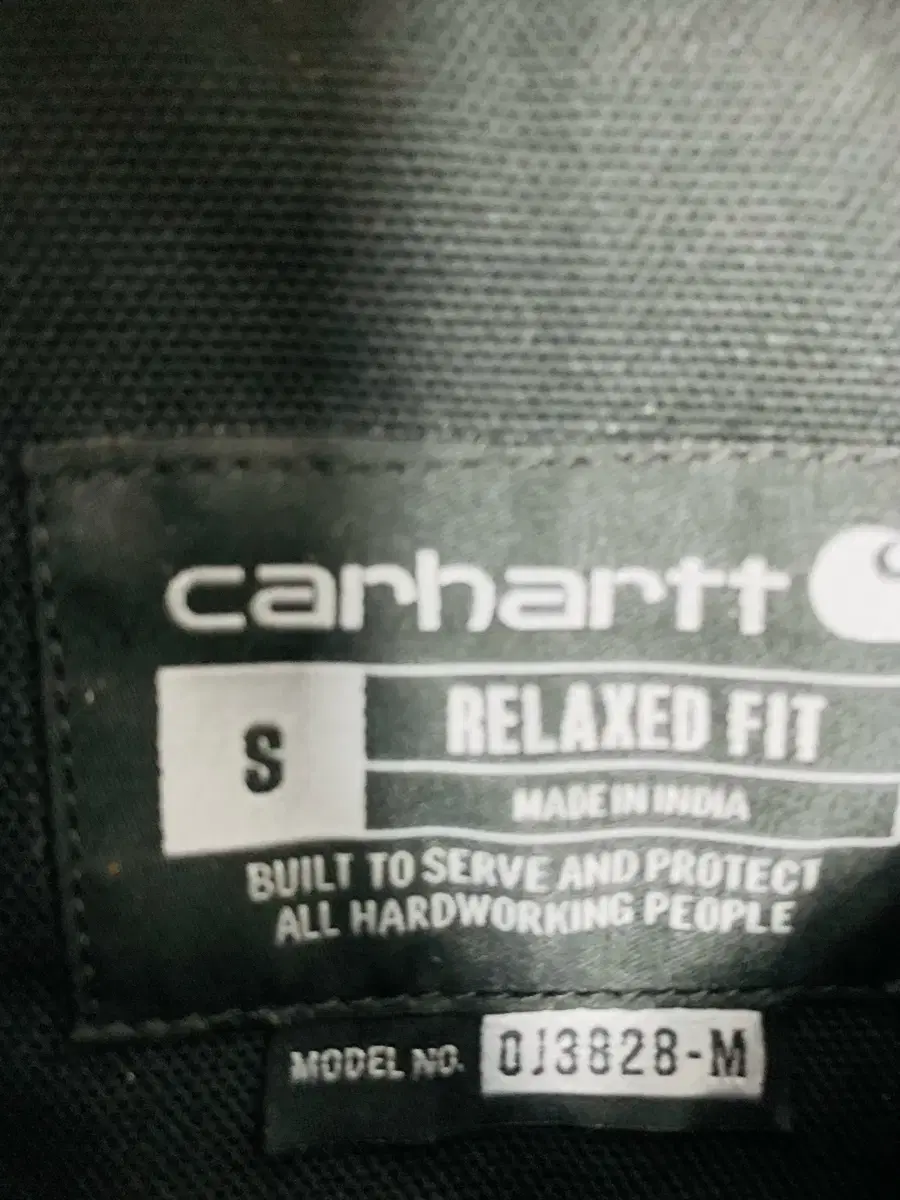 carhartt
S RELAXED FIT
MADE IN INDIA
BUILT TO SERVE AND PROTECT
ALL HARDWORKING PEOPLE
MODEL NO. OJ3828-M